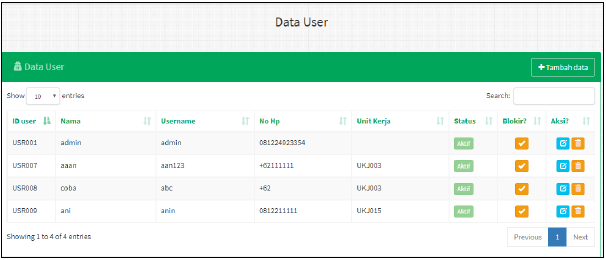 Data User
Data User
+ Tambah data
Show 10 entries
Search:
ID user Nama Username No Hp Unit Kerja Status Blokir? Aksi?
USR001 admin admin 081224923354 Aktif
USR007 aaan aan123 +62111111 UKJ003 Aktif
USR008 coba abc +62 UKJ003 Aktif
USR009 ani anin 0812211111 UKJ015 Aktif
Showing 1 to 4 of 4 entries
Previous 1 Next